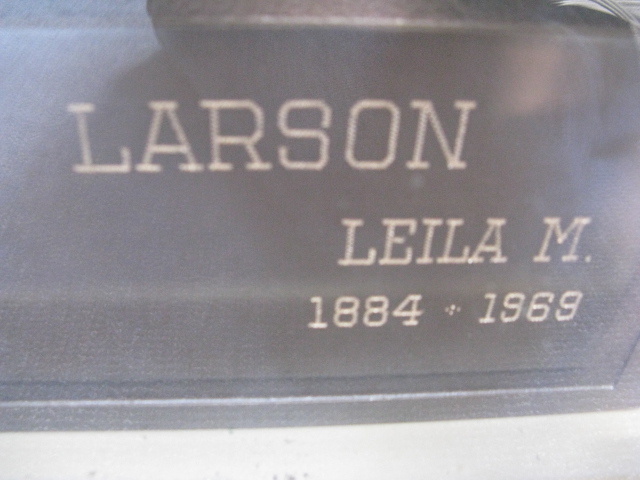 LARSON
LEILA M.
1884 - 1969